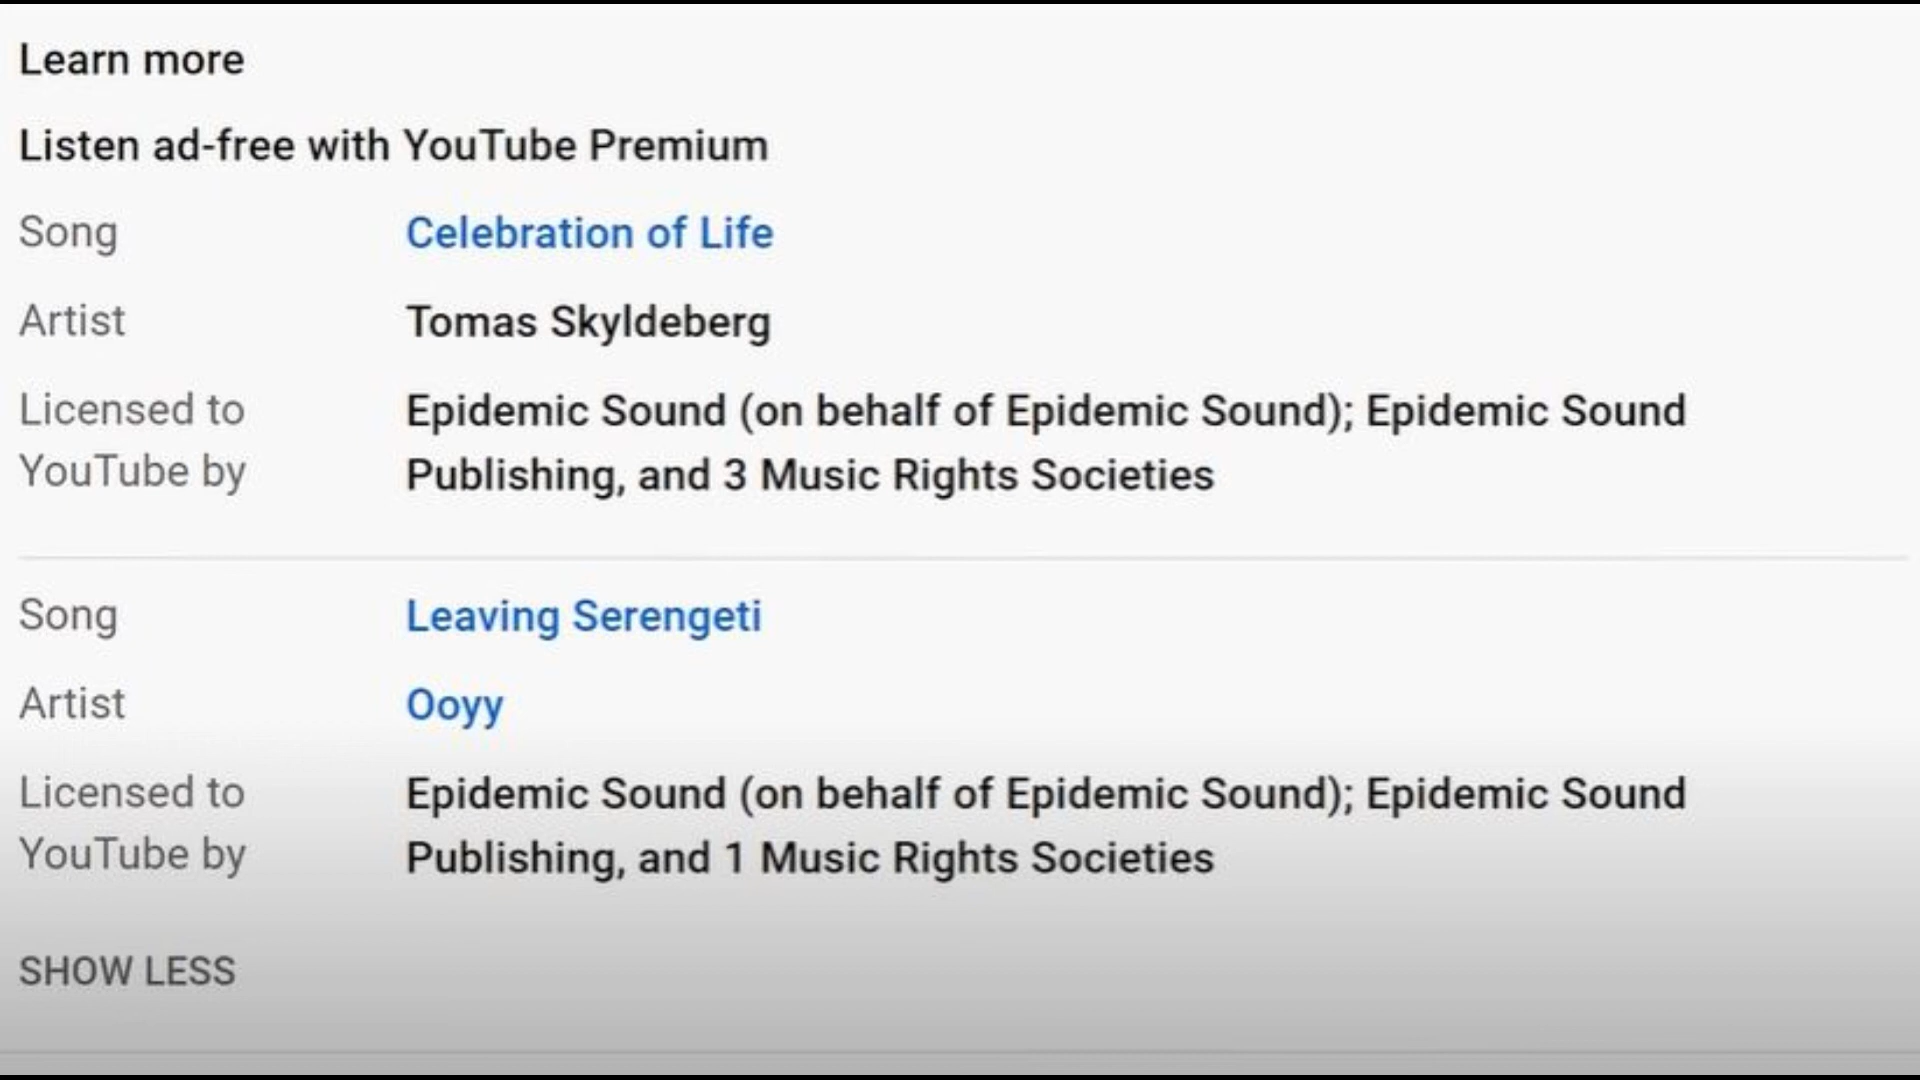 Learn more
Listen ad-free with YouTube Premium
Song Celebration of Life
Artist Tomas Skyldeberg
Licensed to Epidemic Sound (on behalf of Epidemic Sound); Epidemic Sound
YouTube by Publishing, and 3 Music Rights Societies
Song Leaving Serengeti
Artist Ooyy
Licensed to Epidemic Sound (on behalf of Epidemic Sound); Epidemic Sound
YouTube by Publishing, and 1 Music Rights Societies
SHOW LESS